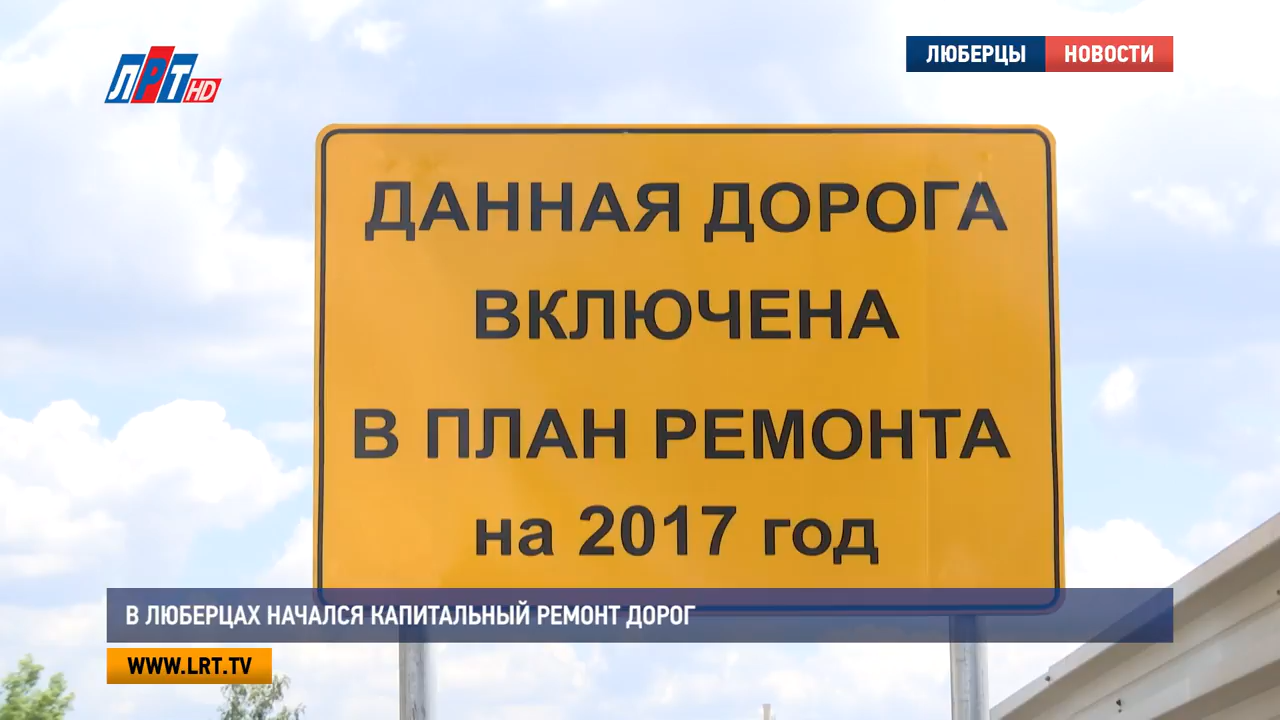 ЛРТ HD
ЛЮБЕРЦЫ НОВОСТИ
ДАННАЯ ДОРОГА
ВКЛЮЧЕНА
В ПЛАН РЕМОНТА
на 2017 год
В ЛЮБЕРЦАХ НАЧАЛСЯ КАПИТАЛЬНЫЙ РЕМОНТ ДОРОГ
WWW.LRT.TV